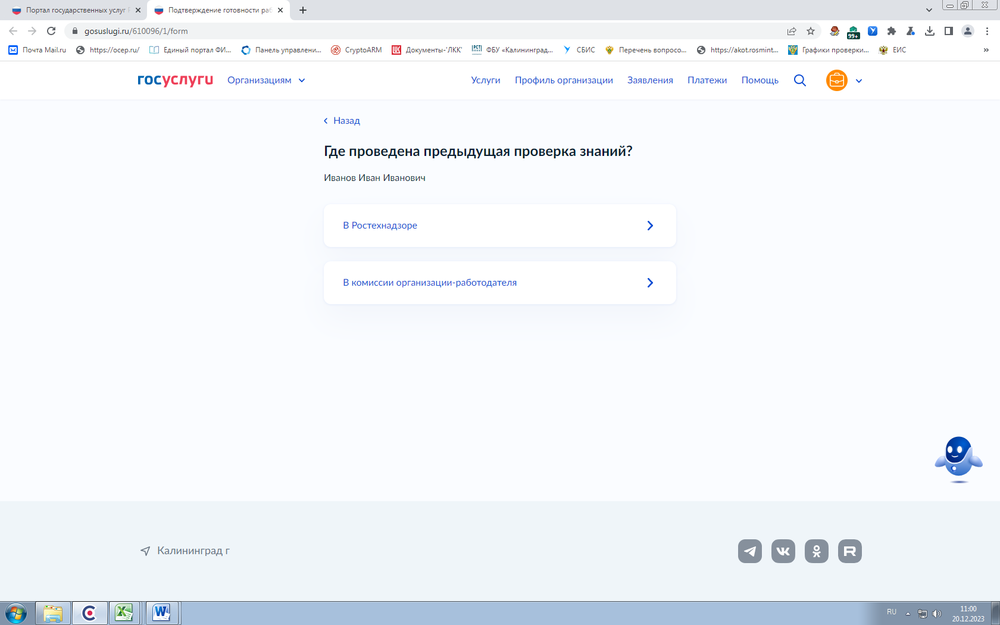 Портал государственных услуг Р
Подтверждение готовности раб
gosuslugi.ru/610096/1/form
99+
Почта Mail.ru
https://ocep.ru/
Единый портал ФИ...
Панель управлени...
CryptoARM
Документы-'ЛКК'
РСТ
ФБУ «Калининград...
СБИС
Перечень вопросо...
https://akot.rosmint...
Графики проверки...
ЕИС
»
госуслуги
Организациям
Услуги
Профиль организации
Заявления
Платежи
Помощь
Назад
Где проведена предыдущая проверка знаний?
Иванов Иван Иванович
В Ростехнадзоре
В комиссии организации-работодателя
Калининград г
RU
11:00
20.12.2023